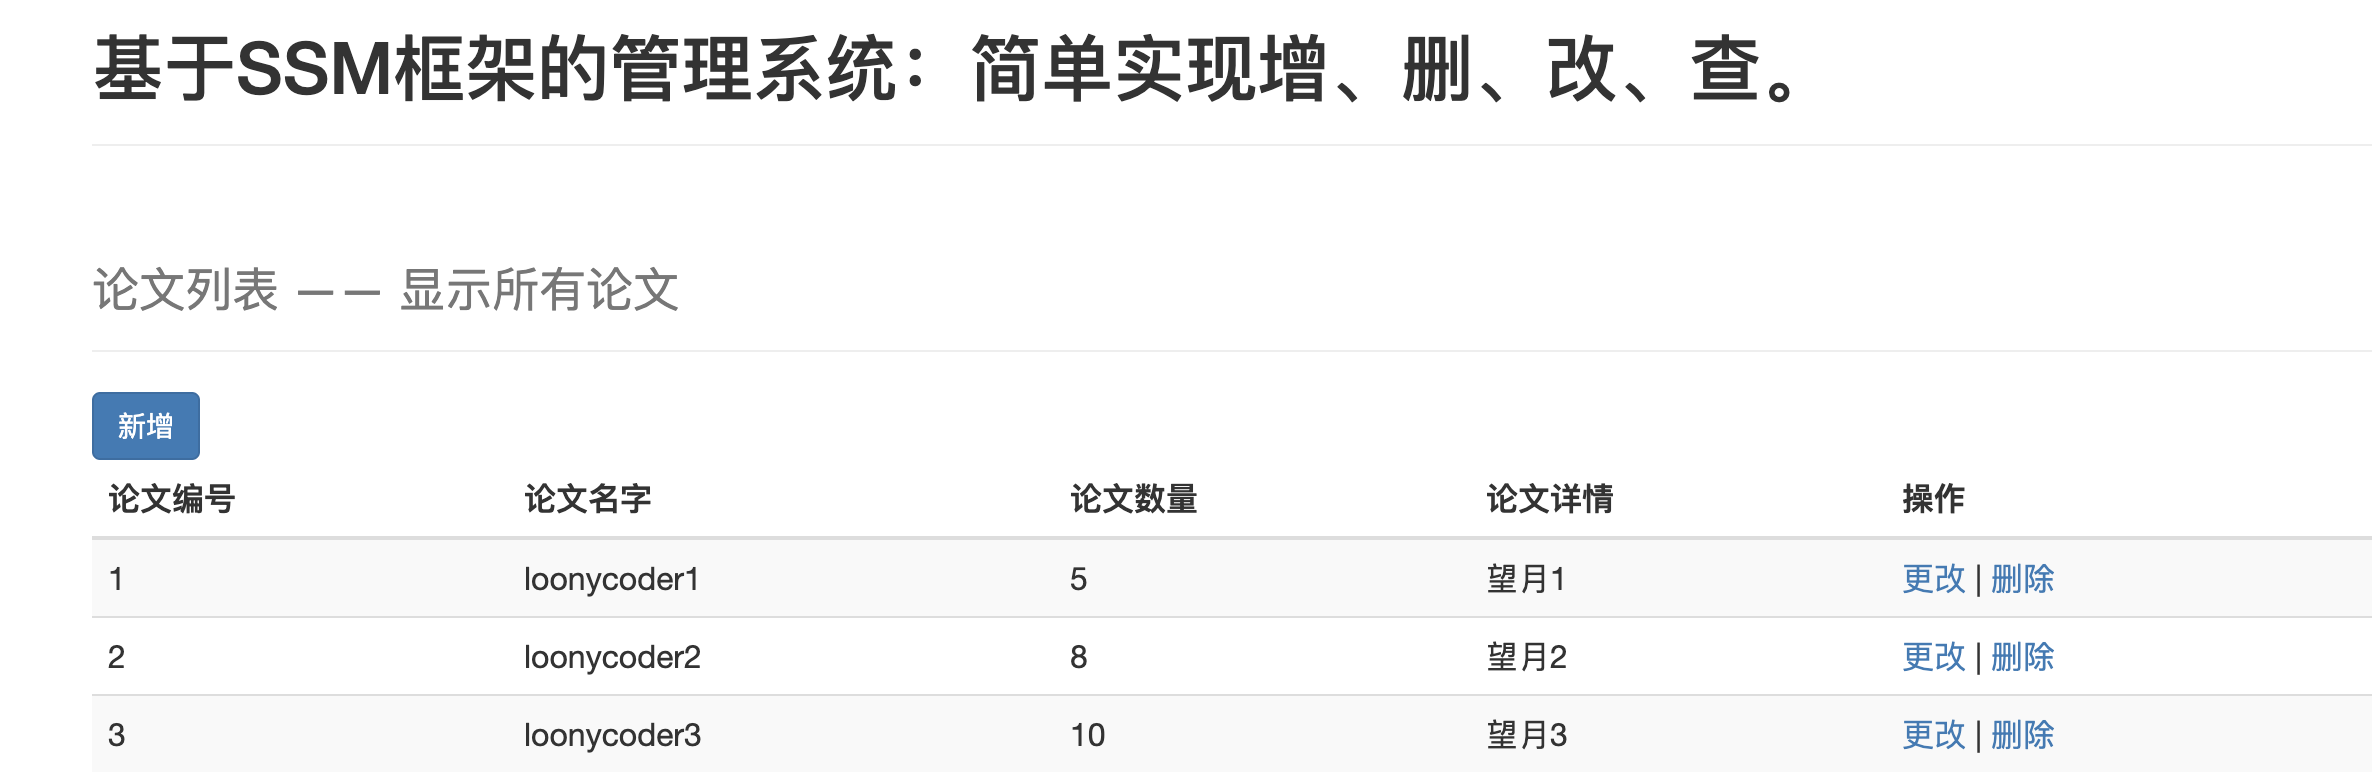 基于SSM框架的管理系统：简单实现增、删、改、查。
论文列表 —— 显示所有论文
新增
论文编号 论文名字 论文数量 论文详情 操作
1 loonycoder1 5 望月1 更改 | 删除
2 loonycoder2 8 望月2 更改 | 删除
3 loonycoder3 10 望月3 更改 | 删除